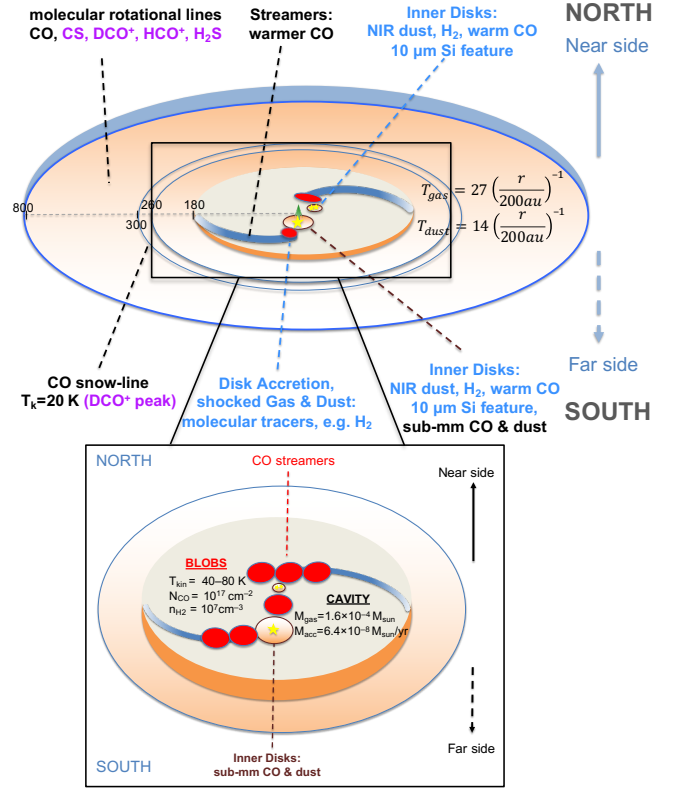 molecular rotational lines
CO, CS, DCO⁺, HCO⁺, H₂S
Streamers:
warmer CO
Inner Disks:
NIR dust, H₂, warm CO
10 µm Si feature
NORTH
Near side
T_gas = 27 (r/200au)⁻¹
T_dust = 14 (r/200au)⁻¹
800
300
260
180
Far side
SOUTH
CO snow-line
T_k=20 K (DCO⁺ peak)
Disk Accretion,
shocked Gas & Dust:
molecular tracers, e.g. H₂
Inner Disks:
NIR dust, H₂, warm CO
10 µm Si feature,
sub-mm CO & dust
NORTH
CO streamers
Near side
BLOBS
T_kin = 40–80 K
N_CO = 10¹⁷ cm⁻²
n_H2 = 10⁷cm⁻³
CAVITY
M_gas=1.6×10⁻⁴ M_sun
M_acc=6.4×10⁻⁸ M_sun/yr
Far side
Inner Disks:
sub-mm CO & dust
SOUTH